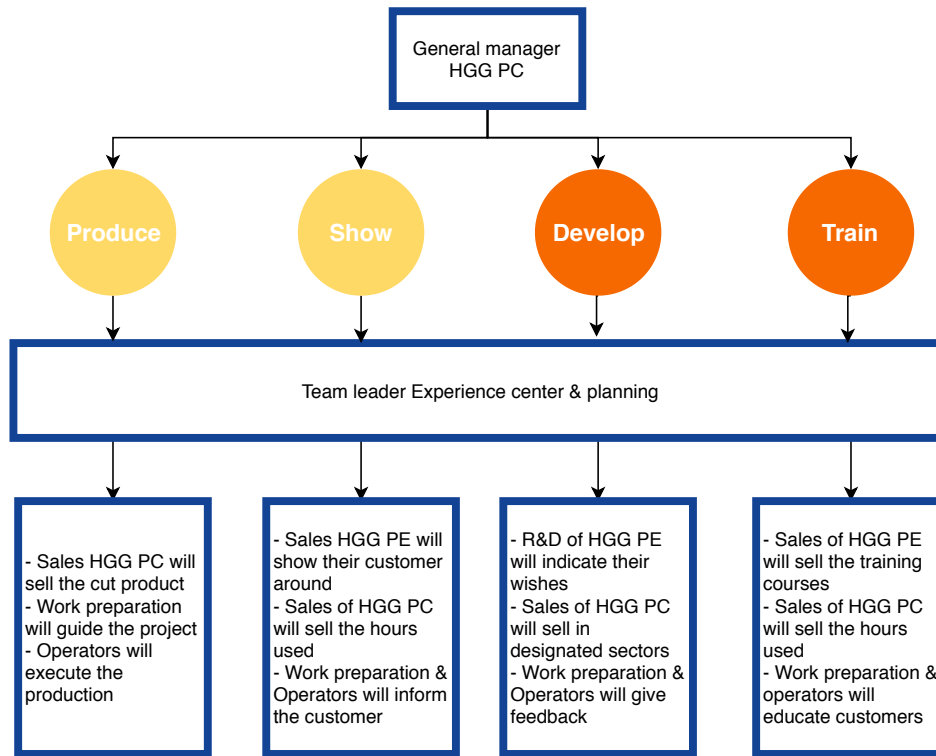 General manager
HGG PC
Produce
Show
Develop
Train
Team leader Experience center & planning
- Sales HGG PC will
sell the cut product
- Work preparation
will guide the project
- Operators will
execute the
production
- Sales HGG PE will
show their customer
around
- Sales of HGG PC
will sell the hours
used
- Work preparation &
Operators will inform
the customer
- R&D of HGG PE
will indicate their
wishes
- Sales of HGG PC
will sell in
designated sectors
- Work preparation &
Operators will give
feedback
- Sales of HGG PE
will sell the training
courses
- Sales of HGG PC
will sell the hours
used
- Work preparation &
operators will
educate customers